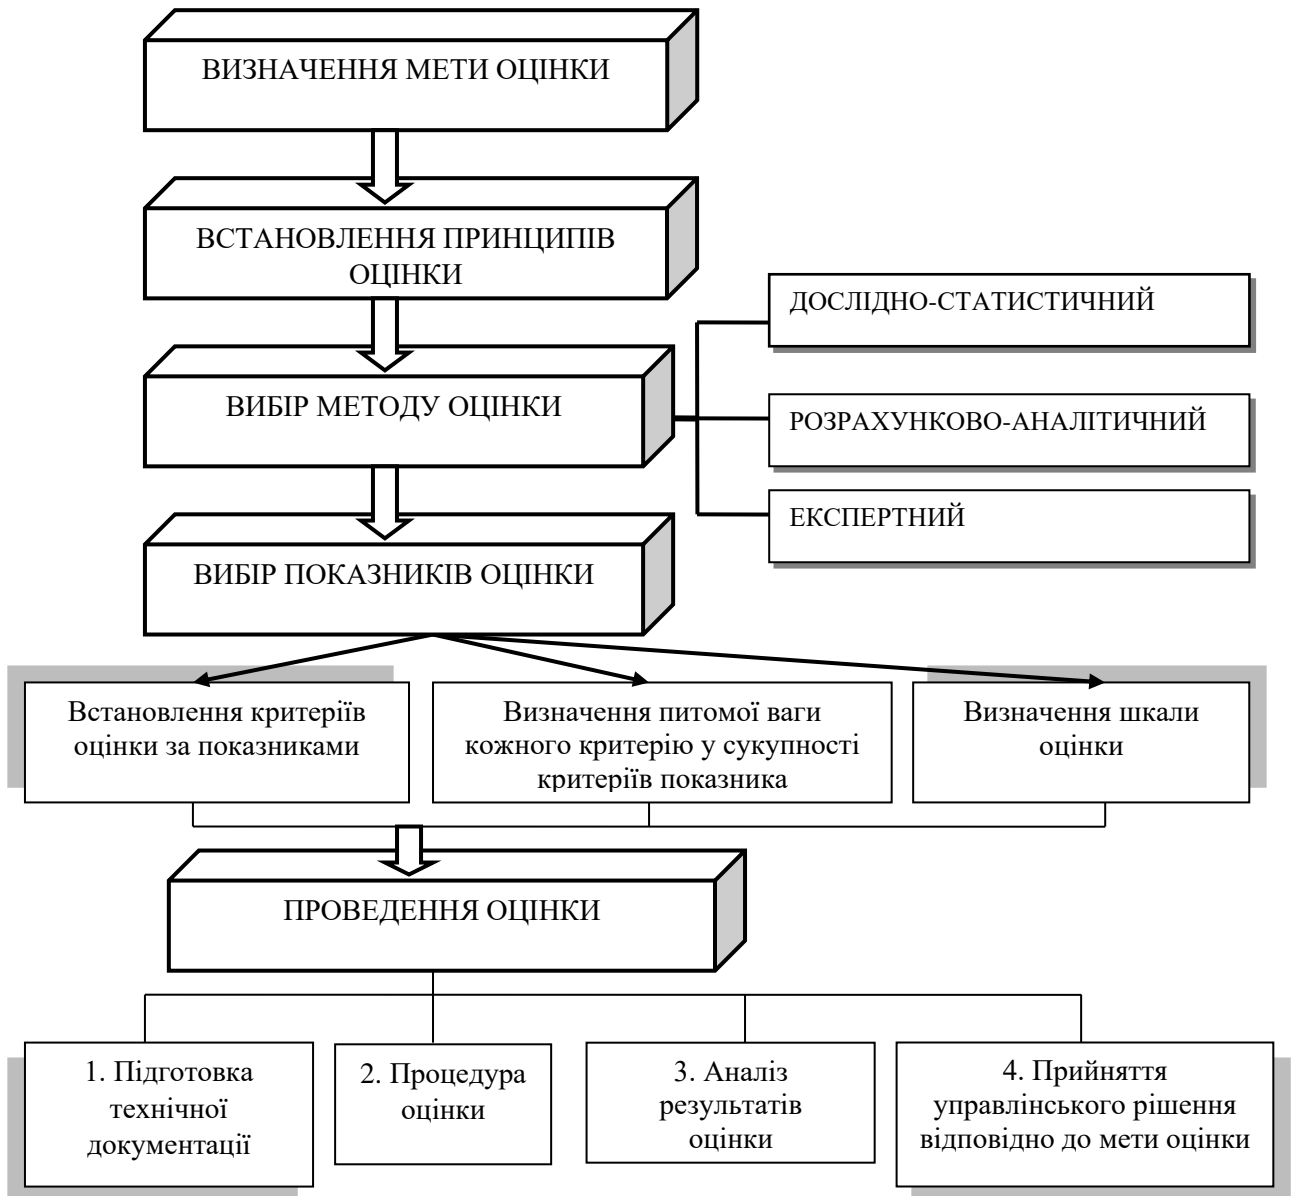 ВИЗНАЧЕННЯ МЕТИ ОЦІНКИ
ВСТАНОВЛЕННЯ ПРИНЦИПІВ
ОЦІНКИ
ДОСЛІДНО-СТАТИСТИЧНИЙ
ВИБІР МЕТОДУ ОЦІНКИ
РОЗРАХУНКОВО-АНАЛІТИЧНИЙ
ЕКСПЕРТНИЙ
ВИБІР ПОКАЗНИКІВ ОЦІНКИ
Встановлення критеріїв
оцінки за показниками
Визначення питомої ваги
кожного критерію у сукупності
критеріїв показника
Визначення шкали
оцінки
ПРОВЕДЕННЯ ОЦІНКИ
1. Підготовка
технічної
документації
2. Процедура
оцінки
3. Аналіз
результатів
оцінки
4. Прийняття
управлінського рішення
відповідно до мети оцінки